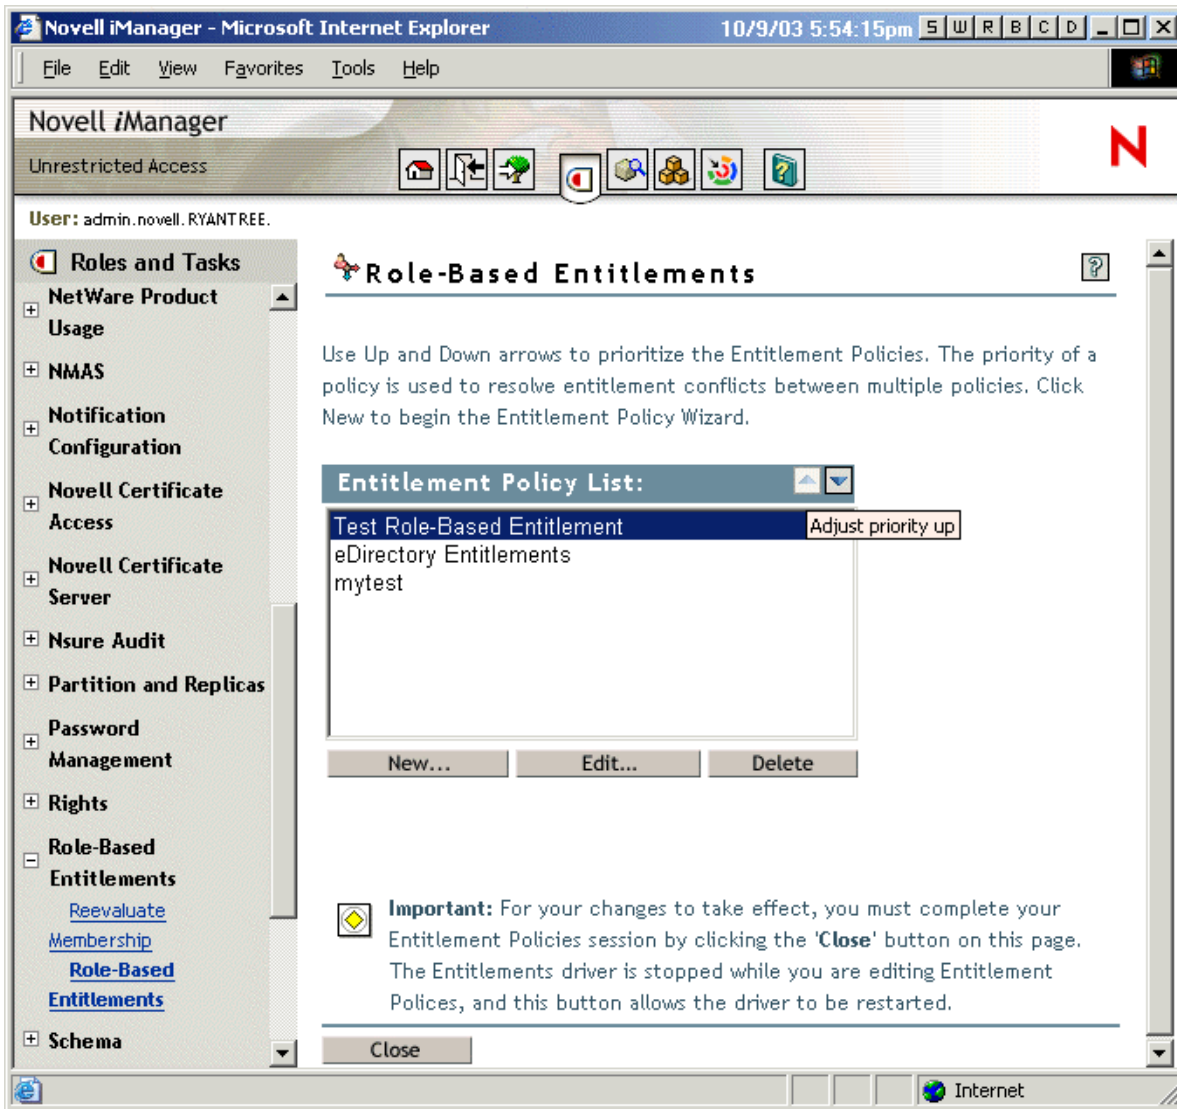 Novell iManager - Microsoft Internet Explorer 10/9/03 5:54:15pm S W R B C D
File Edit View Favorites Tools Help
Novell iManager
Unrestricted Access
N
User: admin.novell.RYANTREE.
Roles and Tasks
NetWare Product
Usage
NMAS
Notification
Configuration
Novell Certificate
Access
Novell Certificate
Server
Nsure Audit
Partition and Replicas
Password
Management
Rights
Role-Based
Entitlements
Reevaluate
Membership
Role-Based
Entitlements
Schema
Role-Based Entitlements
?
Use Up and Down arrows to prioritize the Entitlement Policies. The priority of a
policy is used to resolve entitlement conflicts between multiple policies. Click
New to begin the Entitlement Policy Wizard.
Entitlement Policy List:
Test Role-Based Entitlement
Adjust priority up
eDirectory Entitlements
mytest
New... Edit... Delete
Important: For your changes to take effect, you must complete your
Entitlement Policies session by clicking the 'Close' button on this page.
The Entitlements driver is stopped while you are editing Entitlement
Polices, and this button allows the driver to be restarted.
Close
Internet